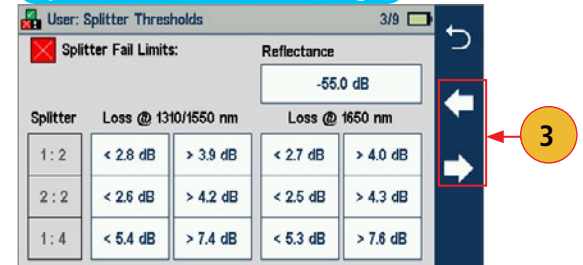 User: Splitter Thresholds 3/9
Splitter Fail Limits: Reflectance
-55.0 dB
Splitter Loss @ 1310/1550 nm Loss @ 1650 nm
1 : 2 < 2.8 dB > 3.9 dB < 2.7 dB > 4.0 dB
2 : 2 < 2.6 dB > 4.2 dB < 2.5 dB > 4.3 dB
1 : 4 < 5.4 dB > 7.4 dB < 5.3 dB > 7.6 dB
3